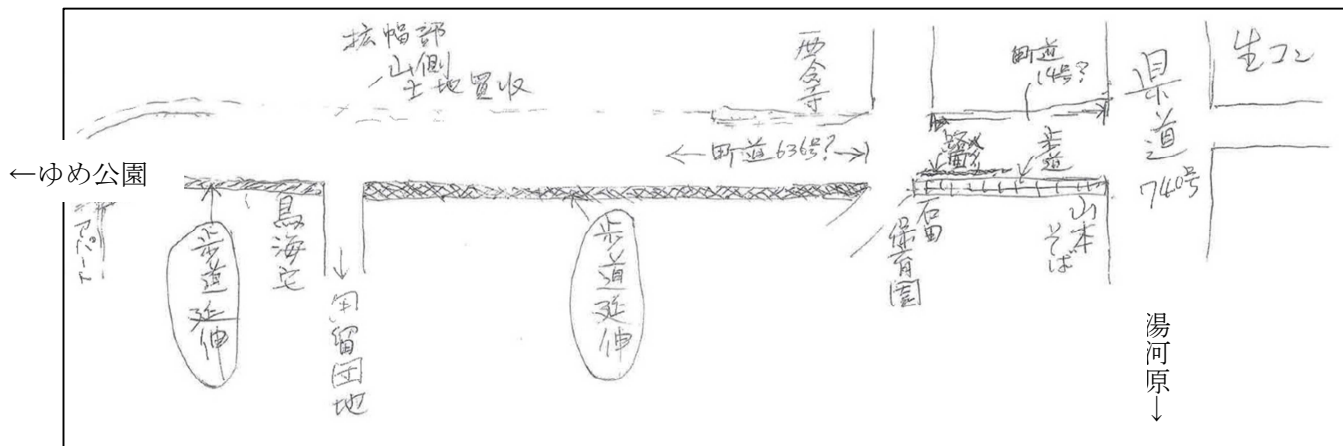 拡幅部
山側
土地買収
西念寺
町道
14号?
県道
740号
生コン
←町道636号?→
歩道
←ゆめ公園
アパート
鳥海宅
歩道延伸
歩道延伸
石田
保育園
山本
そば
→
団地
湯河原→